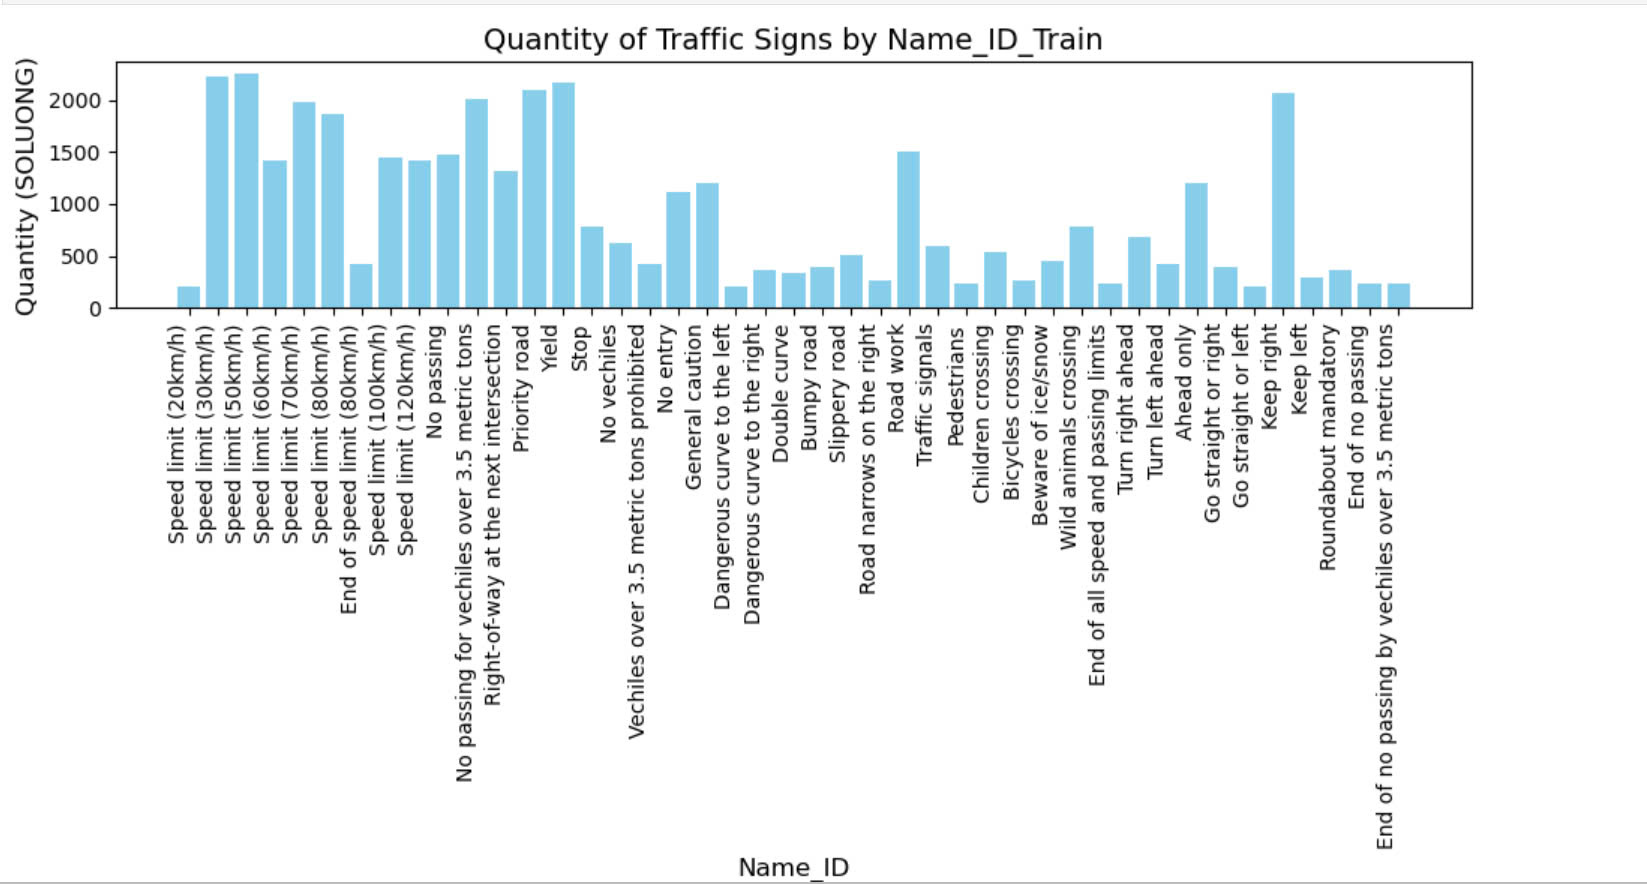 Quantity of Traffic Signs by Name_ID_Train
Quantity (SOLUONG)
2000
1500
1000
500
0
Speed limit (20km/h)
Speed limit (30km/h)
Speed limit (50km/h)
Speed limit (60km/h)
Speed limit (70km/h)
Speed limit (80km/h)
End of speed limit (80km/h)
Speed limit (100km/h)
Speed limit (120km/h)
No passing
No passing for vechiles over 3.5 metric tons
Right-of-way at the next intersection
Priority road
Yield
Stop
No vechiles
Vechiles over 3.5 metric tons prohibited
No entry
General caution
Dangerous curve to the left
Dangerous curve to the right
Double curve
Bumpy road
Slippery road
Road narrows on the right
Road work
Traffic signals
Pedestrians
Children crossing
Bicycles crossing
Beware of ice/snow
Wild animals crossing
End of all speed and passing limits
Turn right ahead
Turn left ahead
Ahead only
Go straight or right
Go straight or left
Keep right
Keep left
Roundabout mandatory
End of no passing
End of no passing by vechiles over 3.5 metric tons
Name_ID